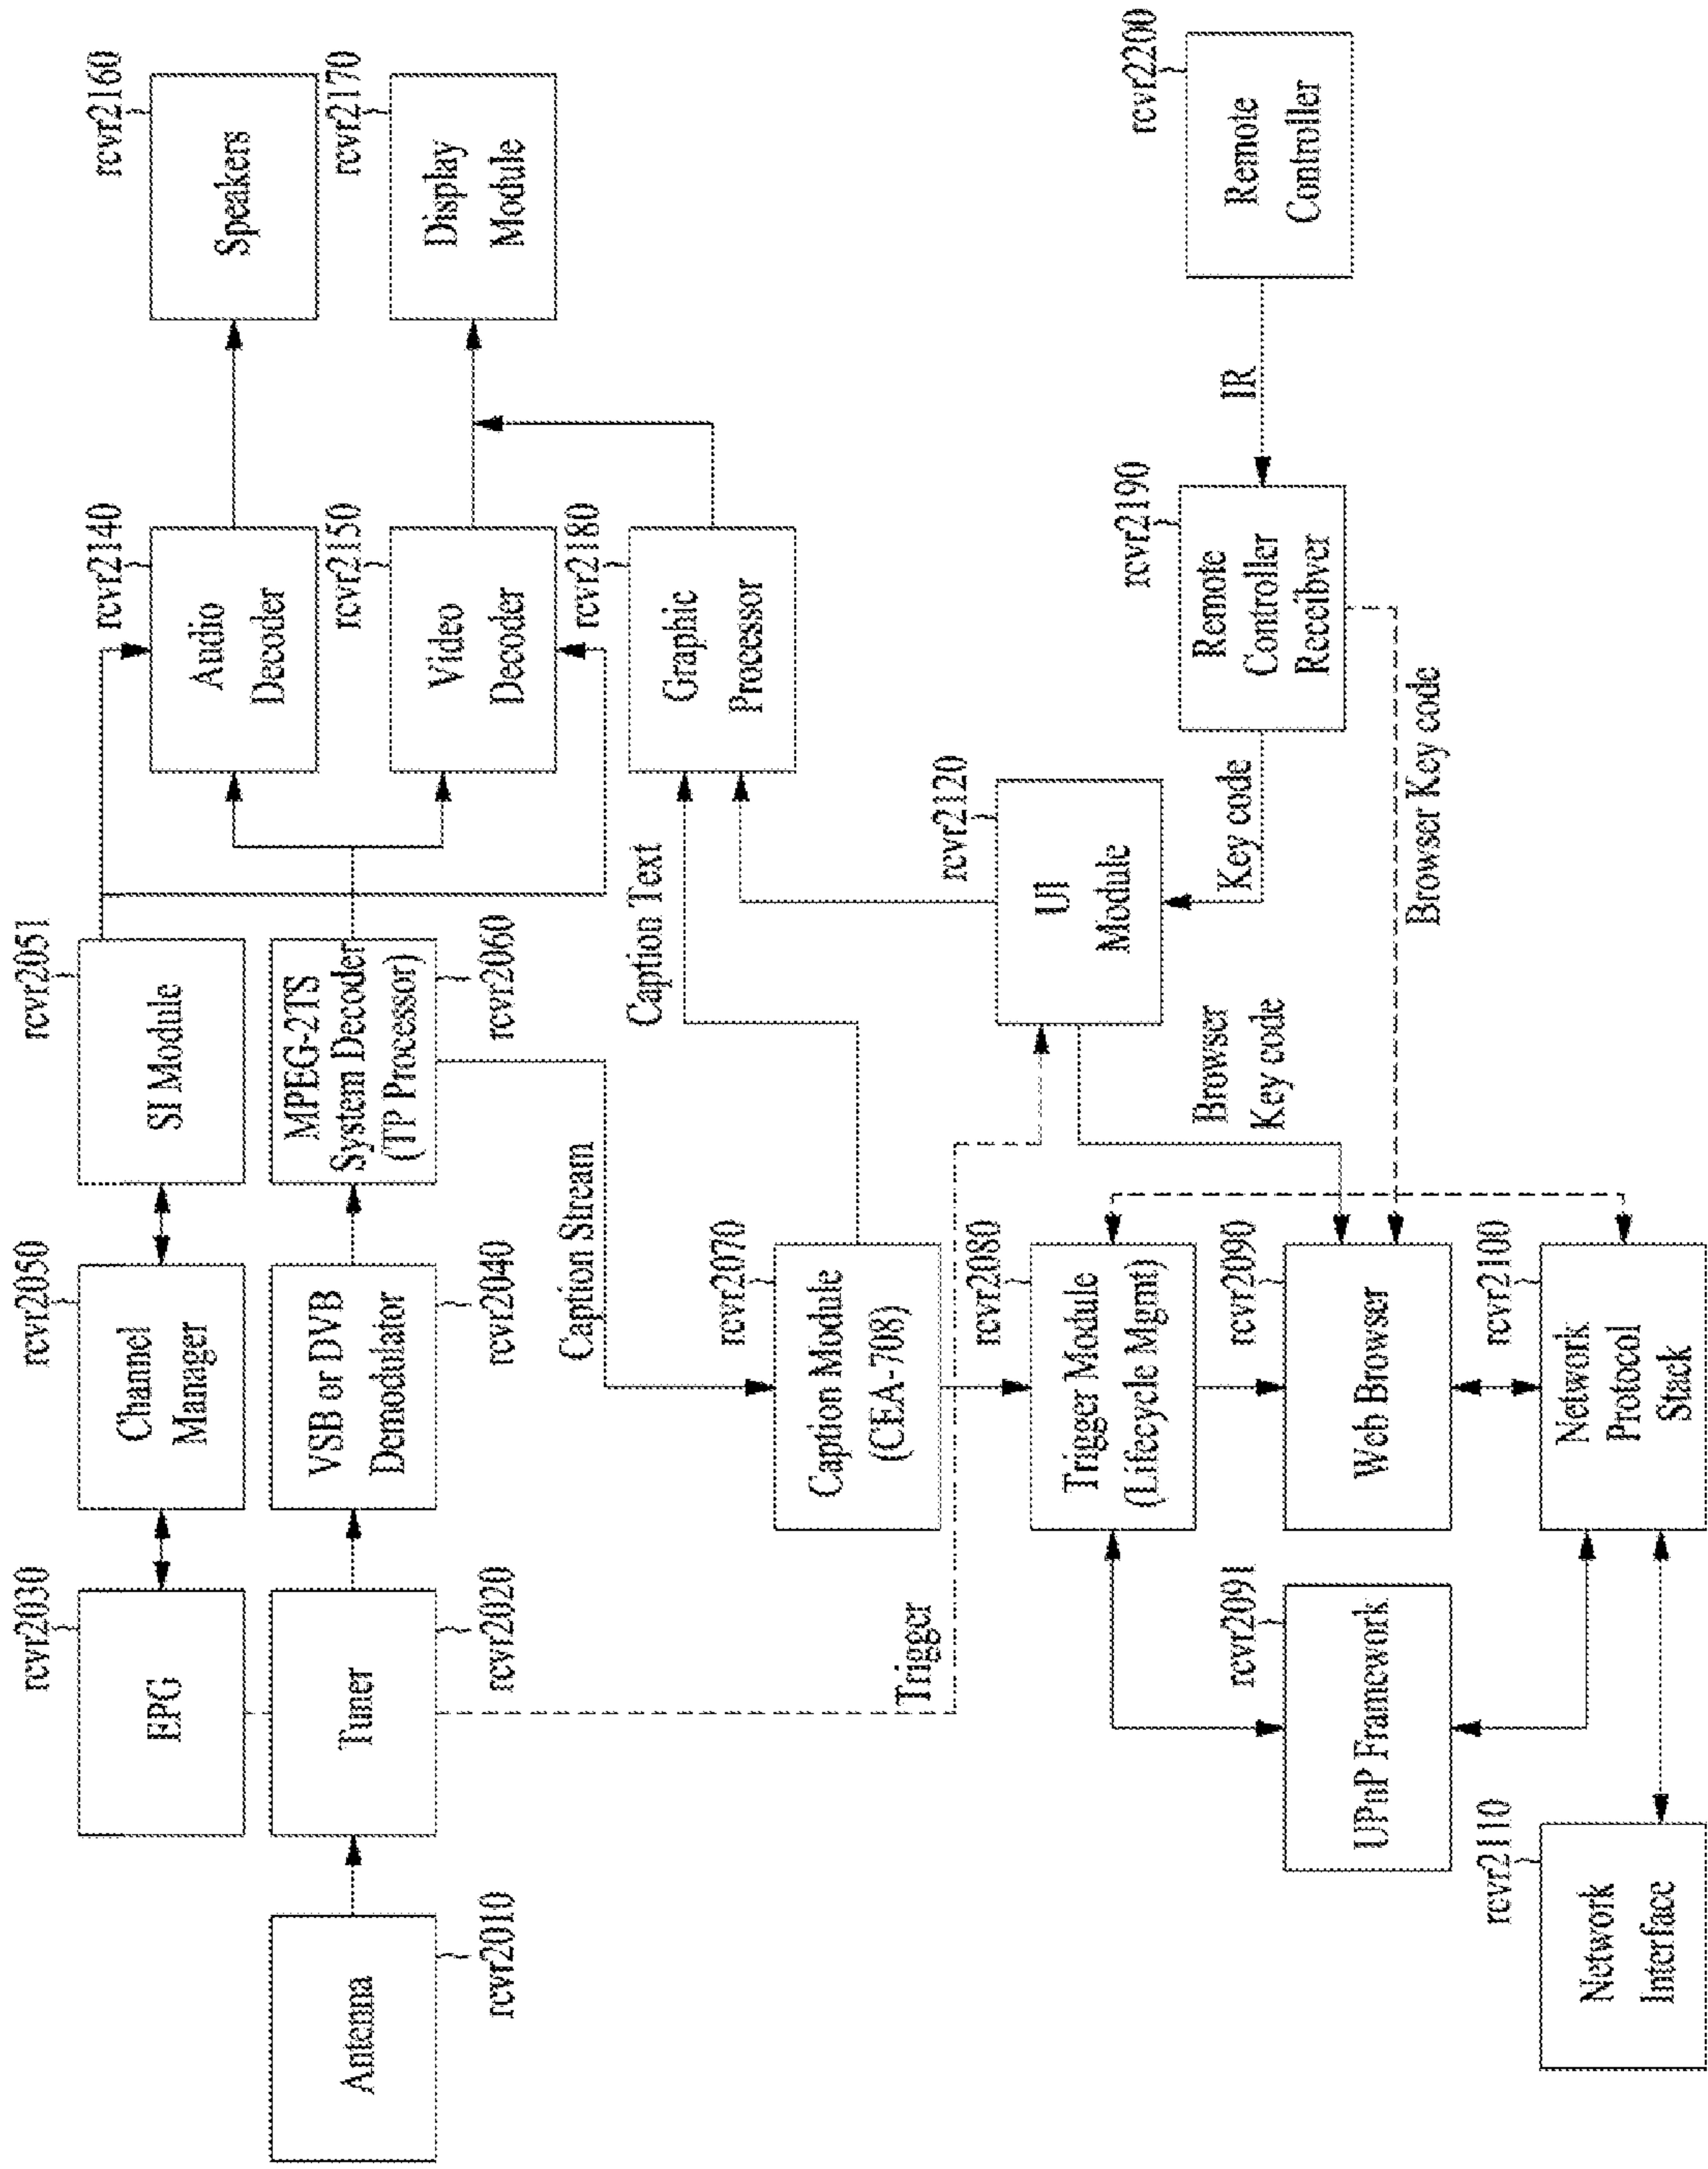 rcvr2030
EPG
rcvr2050
Channel
Manager
rcvr2051
SI Module
rcvr2140
Audio
Decoder
rcvr2160
Speakers
Antenna
rcvr2010
Tuner
rcvr2020
VSB or DVB
Demodulator
rcvr2040
MPEG-2TS
System Decoder
(TP Processor)
rcvr2060
rcvr2150
Video
Decoder
rcvr2170
Display
Module
Caption Stream
Caption Text
rcvr2180
Graphic
Processor
rcvr2070
Caption Module
(CEA-708)
Trigger
rcvr2120
UI
Module
rcvr2080
Trigger Module
(Lifecycle Mgmt)
Browser
Key code
Key code
rcvr2190
Remote
Controller
Receibver
IR
rcvr2200
Remote
Controller
rcvr2091
UPnP Framework
rcvr2090
Web Browser
Browser Key code
rcvr2110
Network
Interface
rcvr2100
Network
Protocol
Stack